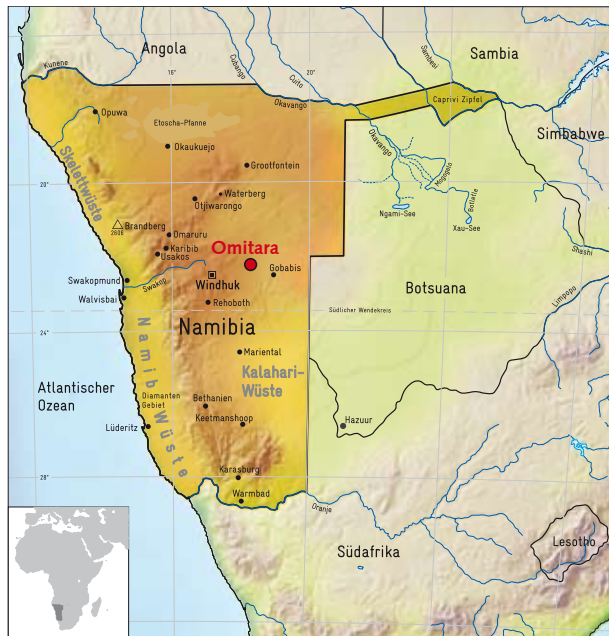 Angola
Sambia
Kunene
16°
Cubango
Cuito
20°
Sambesi
Okavango
Caprivi Zipfel
Opuwa
Etoscha-Pfanne
Okavango
Simbabwe
Okaukuejo
Grootfontein
Mogogho
20°
Skelettwüste
Waterberg
Otjiwarongo
Botlatle
Ngami-See
Xau-See
Brandberg
2606
Omaruru
Omitara
Karibib
Usakos
Shashi
Gobabis
Swakopmund
Swakop
Windhuk
Botsuana
Walvisbai
Rehoboth
Limpopo
Südlicher Wendekreis
Namibia
24°
Mariental
Kalahari-
Wüste
Atlantischer
Ozean
Namib Wüste
Diamanten
Gebiet
Bethanien
Keetmanshoop
Hazuur
Lüderitz
Karasburg
28°
Warmbad
Oranje
Südafrika
Lesotho